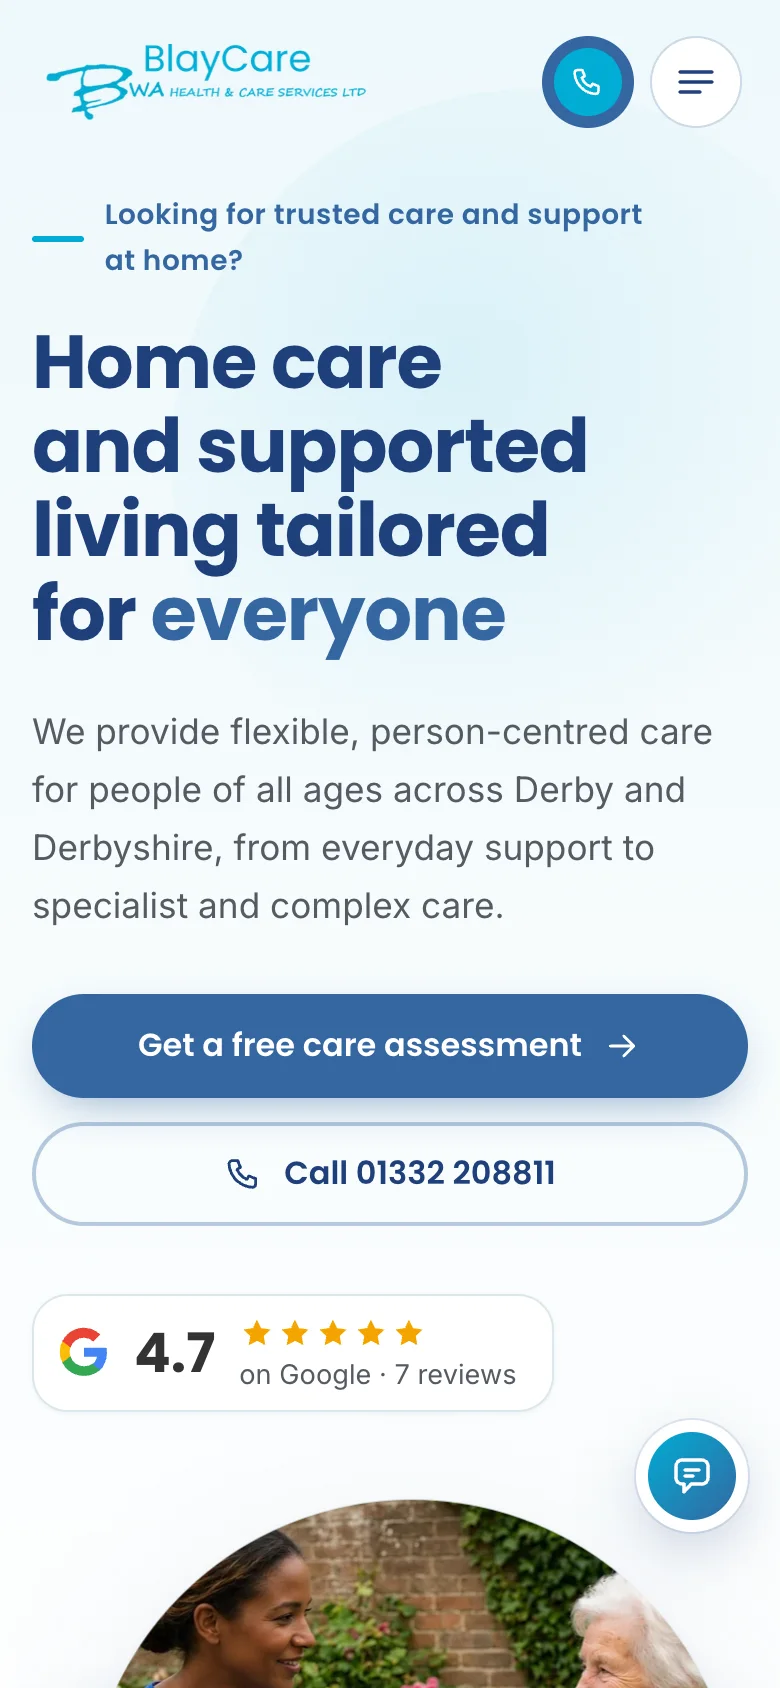 BlayCare
BWA HEALTH & CARE SERVICES LTD
Looking for trusted care and support
at home?
Home care
and supported
living tailored
for everyone
We provide flexible, person-centred care
for people of all ages across Derby and
Derbyshire, from everyday support to
specialist and complex care.
Get a free care assessment
Call 01332 208811
4.7
on Google · 7 reviews